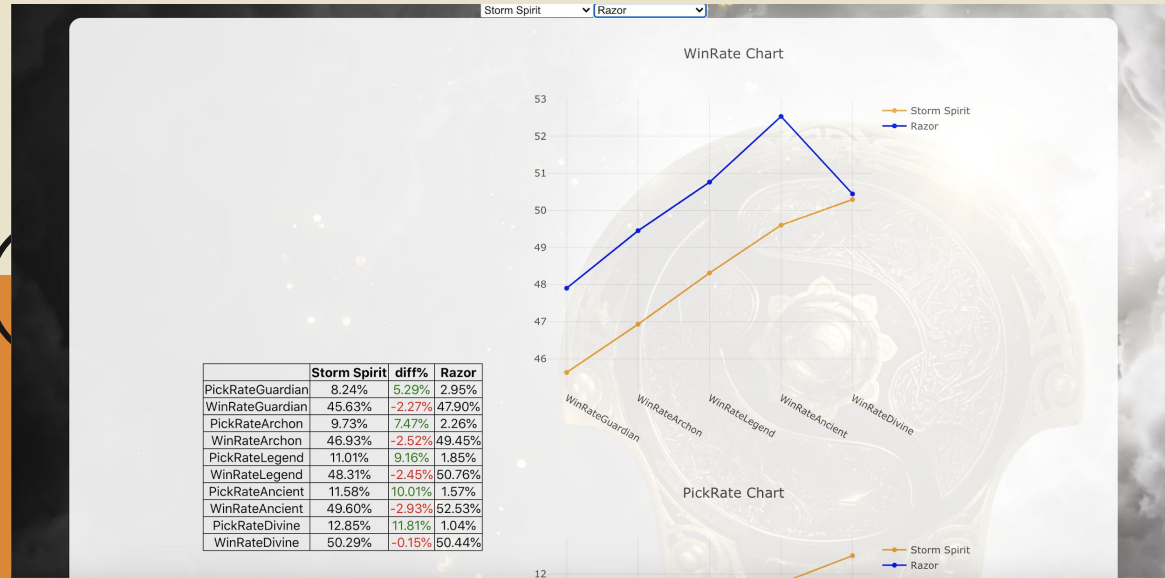 Storm Spirit Razor
WinRate Chart
53
52
51
50
49
48
47
46
Storm Spirit
Razor
WinRateGuardian WinRateArchon WinRateLegend WinRateAncient WinRateDivine
Storm Spirit diff% Razor
PickRateGuardian 8.24% 5.29% 2.95%
WinRateGuardian 45.63% -2.27% 47.90%
PickRateArchon 9.73% 7.47% 2.26%
WinRateArchon 46.93% -2.52% 49.45%
PickRateLegend 11.01% 9.16% 1.85%
WinRateLegend 48.31% -2.45% 50.76%
PickRateAncient 11.58% 10.01% 1.57%
WinRateAncient 49.60% -2.93% 52.53%
PickRateDivine 12.85% 11.81% 1.04%
WinRateDivine 50.29% -0.15% 50.44%
PickRate Chart
12
Storm Spirit
Razor